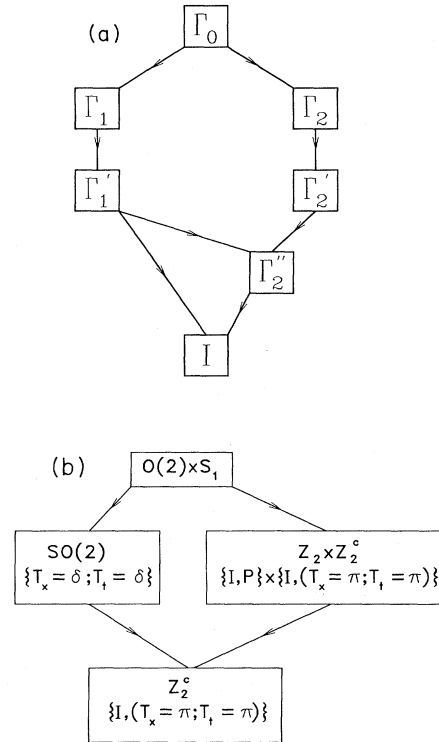 (a)
Γ₀
Γ₁ Γ₂
Γ₁′ Γ₂′
Γ₂″
I
(b)
O(2)×S₁
SO(2)
{Tₓ = δ ; Tₜ = δ}
Z₂ × Z₂ᶜ
{I,P}×{I,(Tₓ = π ; Tₜ = π)}
Z₂ᶜ
{I,(Tₓ = π ; Tₜ = π)}